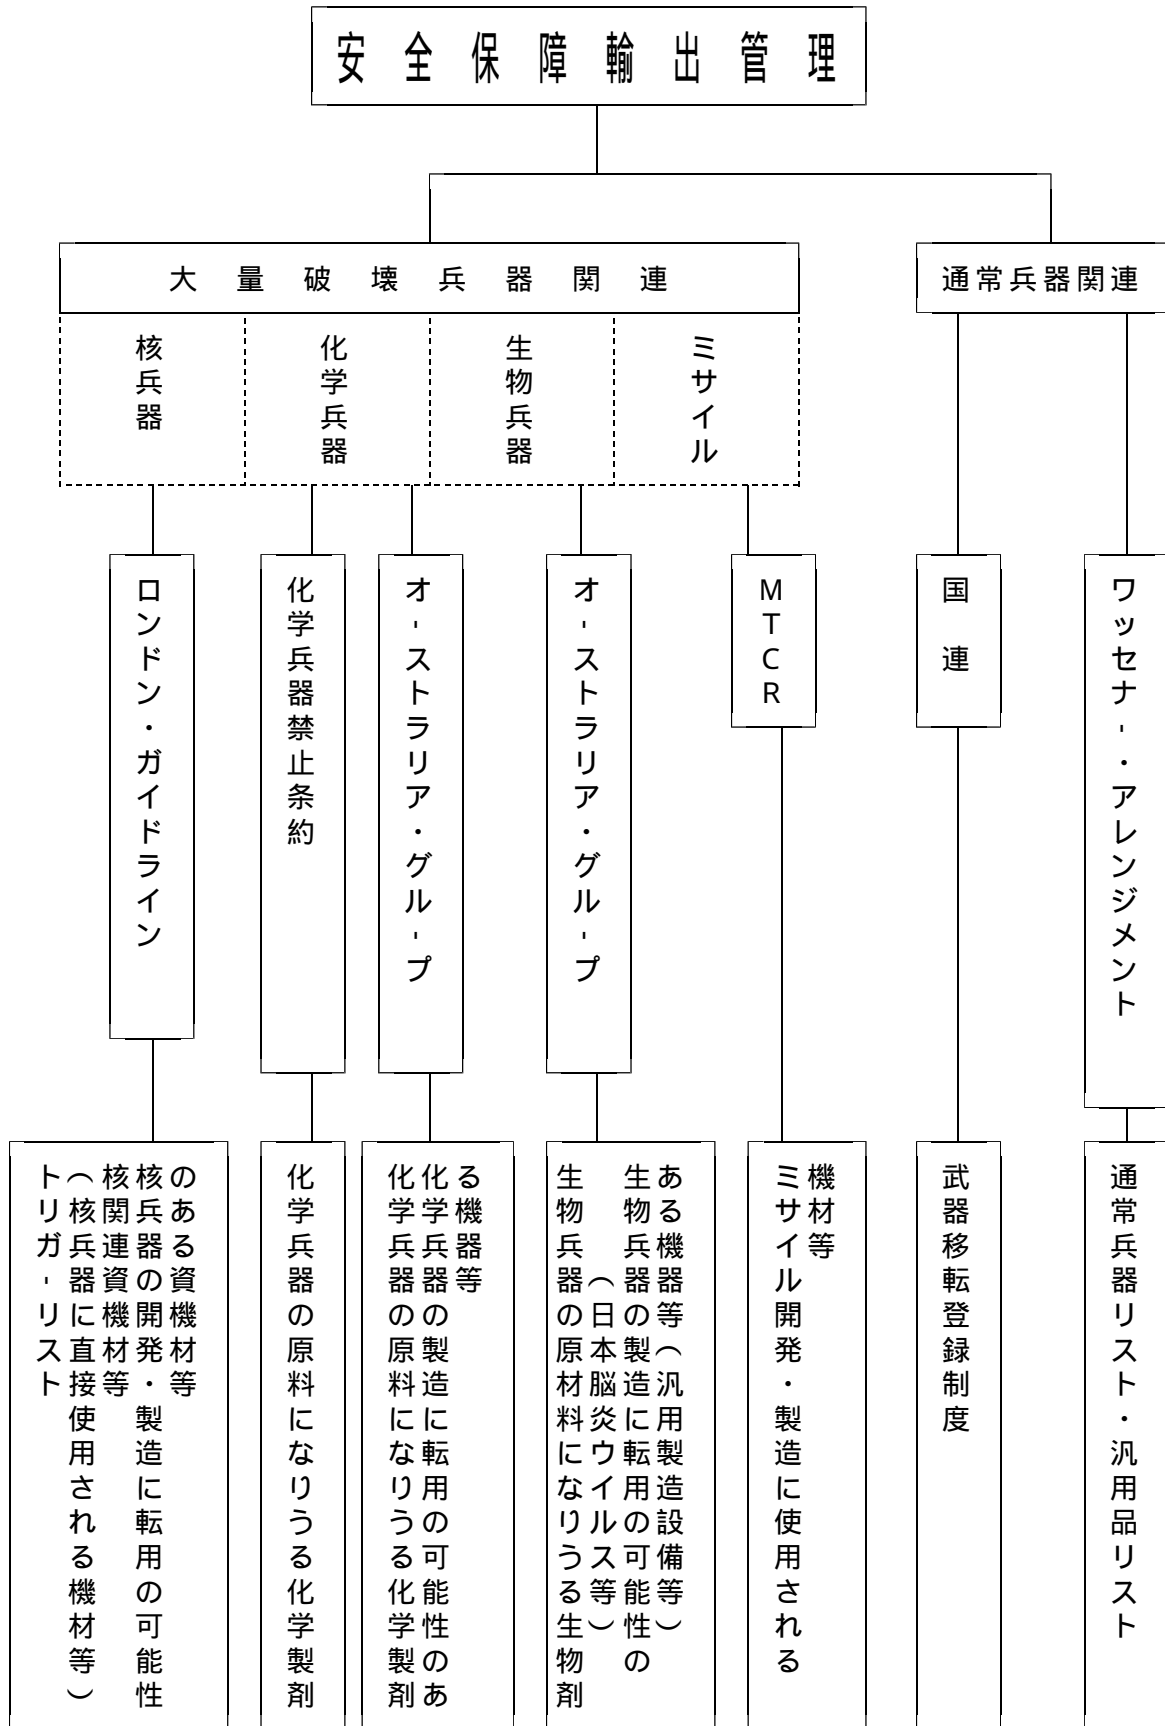 安全保障輸出管理
大量破壊兵器関連
通常兵器関連
核兵器
化学兵器
生物兵器
ミサイル
ロンドン・ガイドライン
化学兵器禁止条約
オ-ストラリア・グル-プ
オ-ストラリア・グル-プ
MTCR
国連
ワッセナ-・アレンジメント
トリガ-リスト
(核兵器に直接使用される機材等)
核関連資機材等
核兵器の開発・製造に転用の可能性
のある資機材等
化学兵器の原料になりうる化学製剤
化学兵器の原料になりうる化学製剤
化学兵器の製造に転用の可能性のあ
る機器等
生物兵器の原材料になりうる生物剤
(日本脳炎ウイルス等)
生物兵器の製造に転用の可能性の
ある機器等(汎用製造設備等)
ミサイル開発・製造に使用される
機材等
武器移転登録制度
通常兵器リスト・汎用品リスト